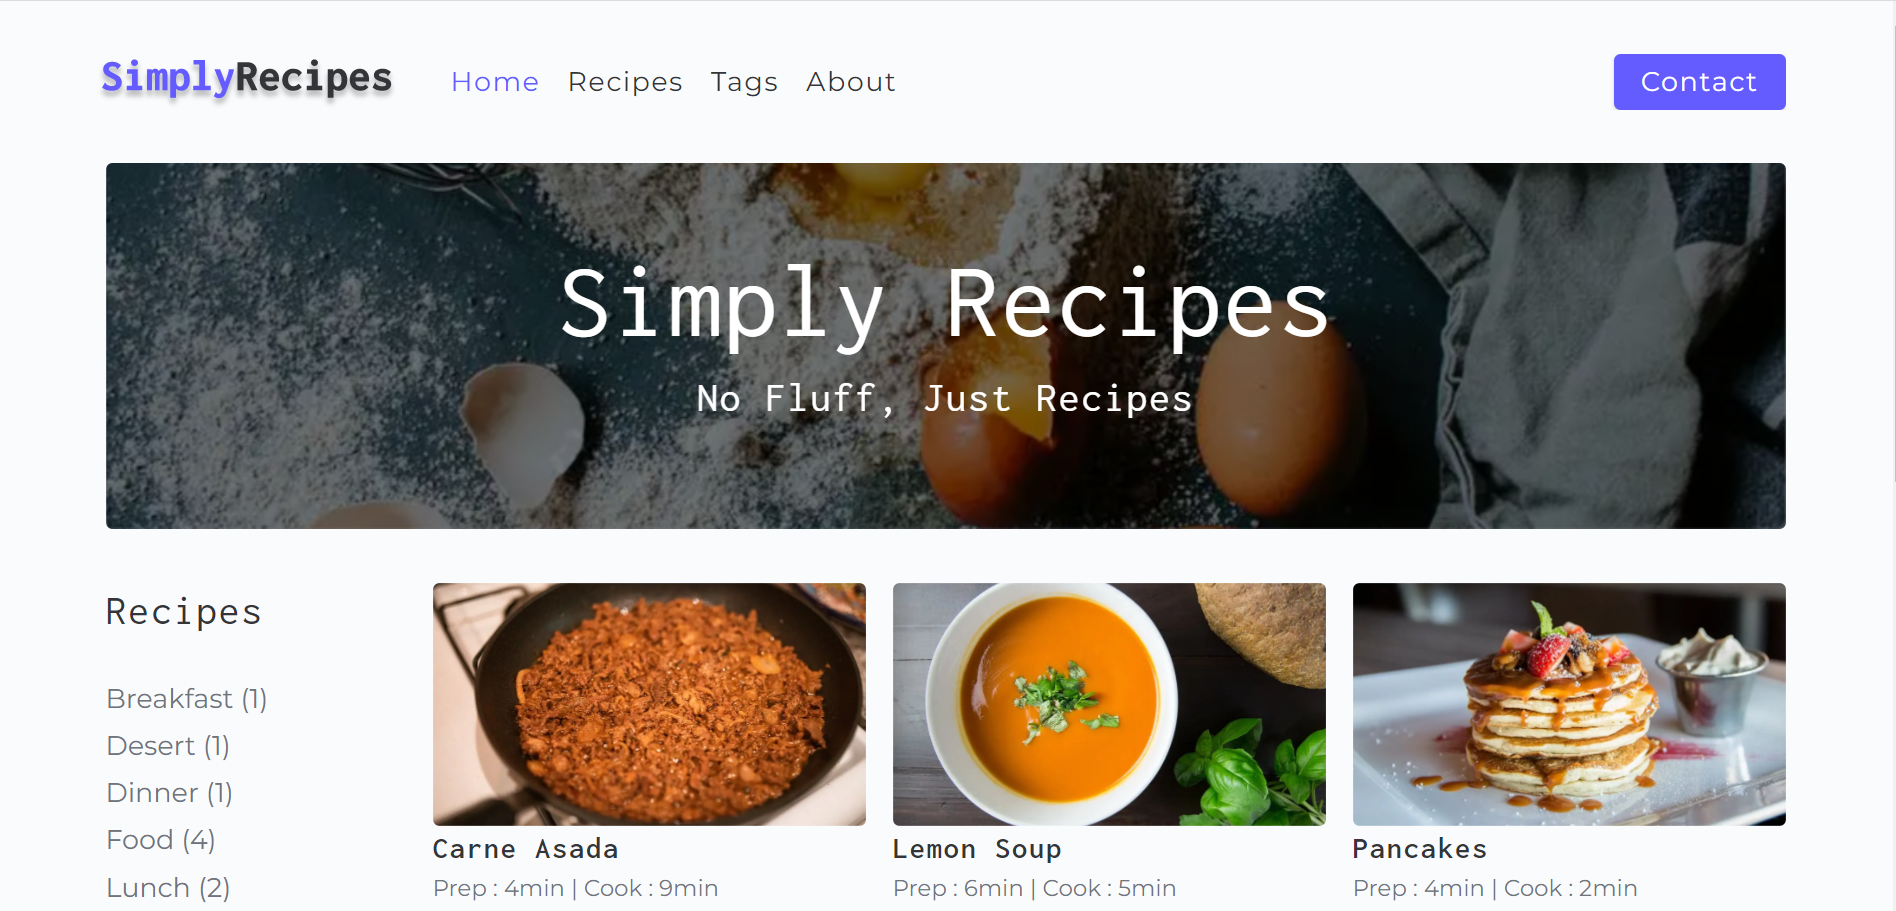 SimplyRecipes
Home Recipes Tags About
Contact
Simply Recipes
No Fluff, Just Recipes
Recipes
Breakfast (1)
Desert (1)
Dinner (1)
Food (4)
Lunch (2)
Carne Asada
Prep : 4min | Cook : 9min
Lemon Soup
Prep : 6min | Cook : 5min
Pancakes
Prep : 4min | Cook : 2min